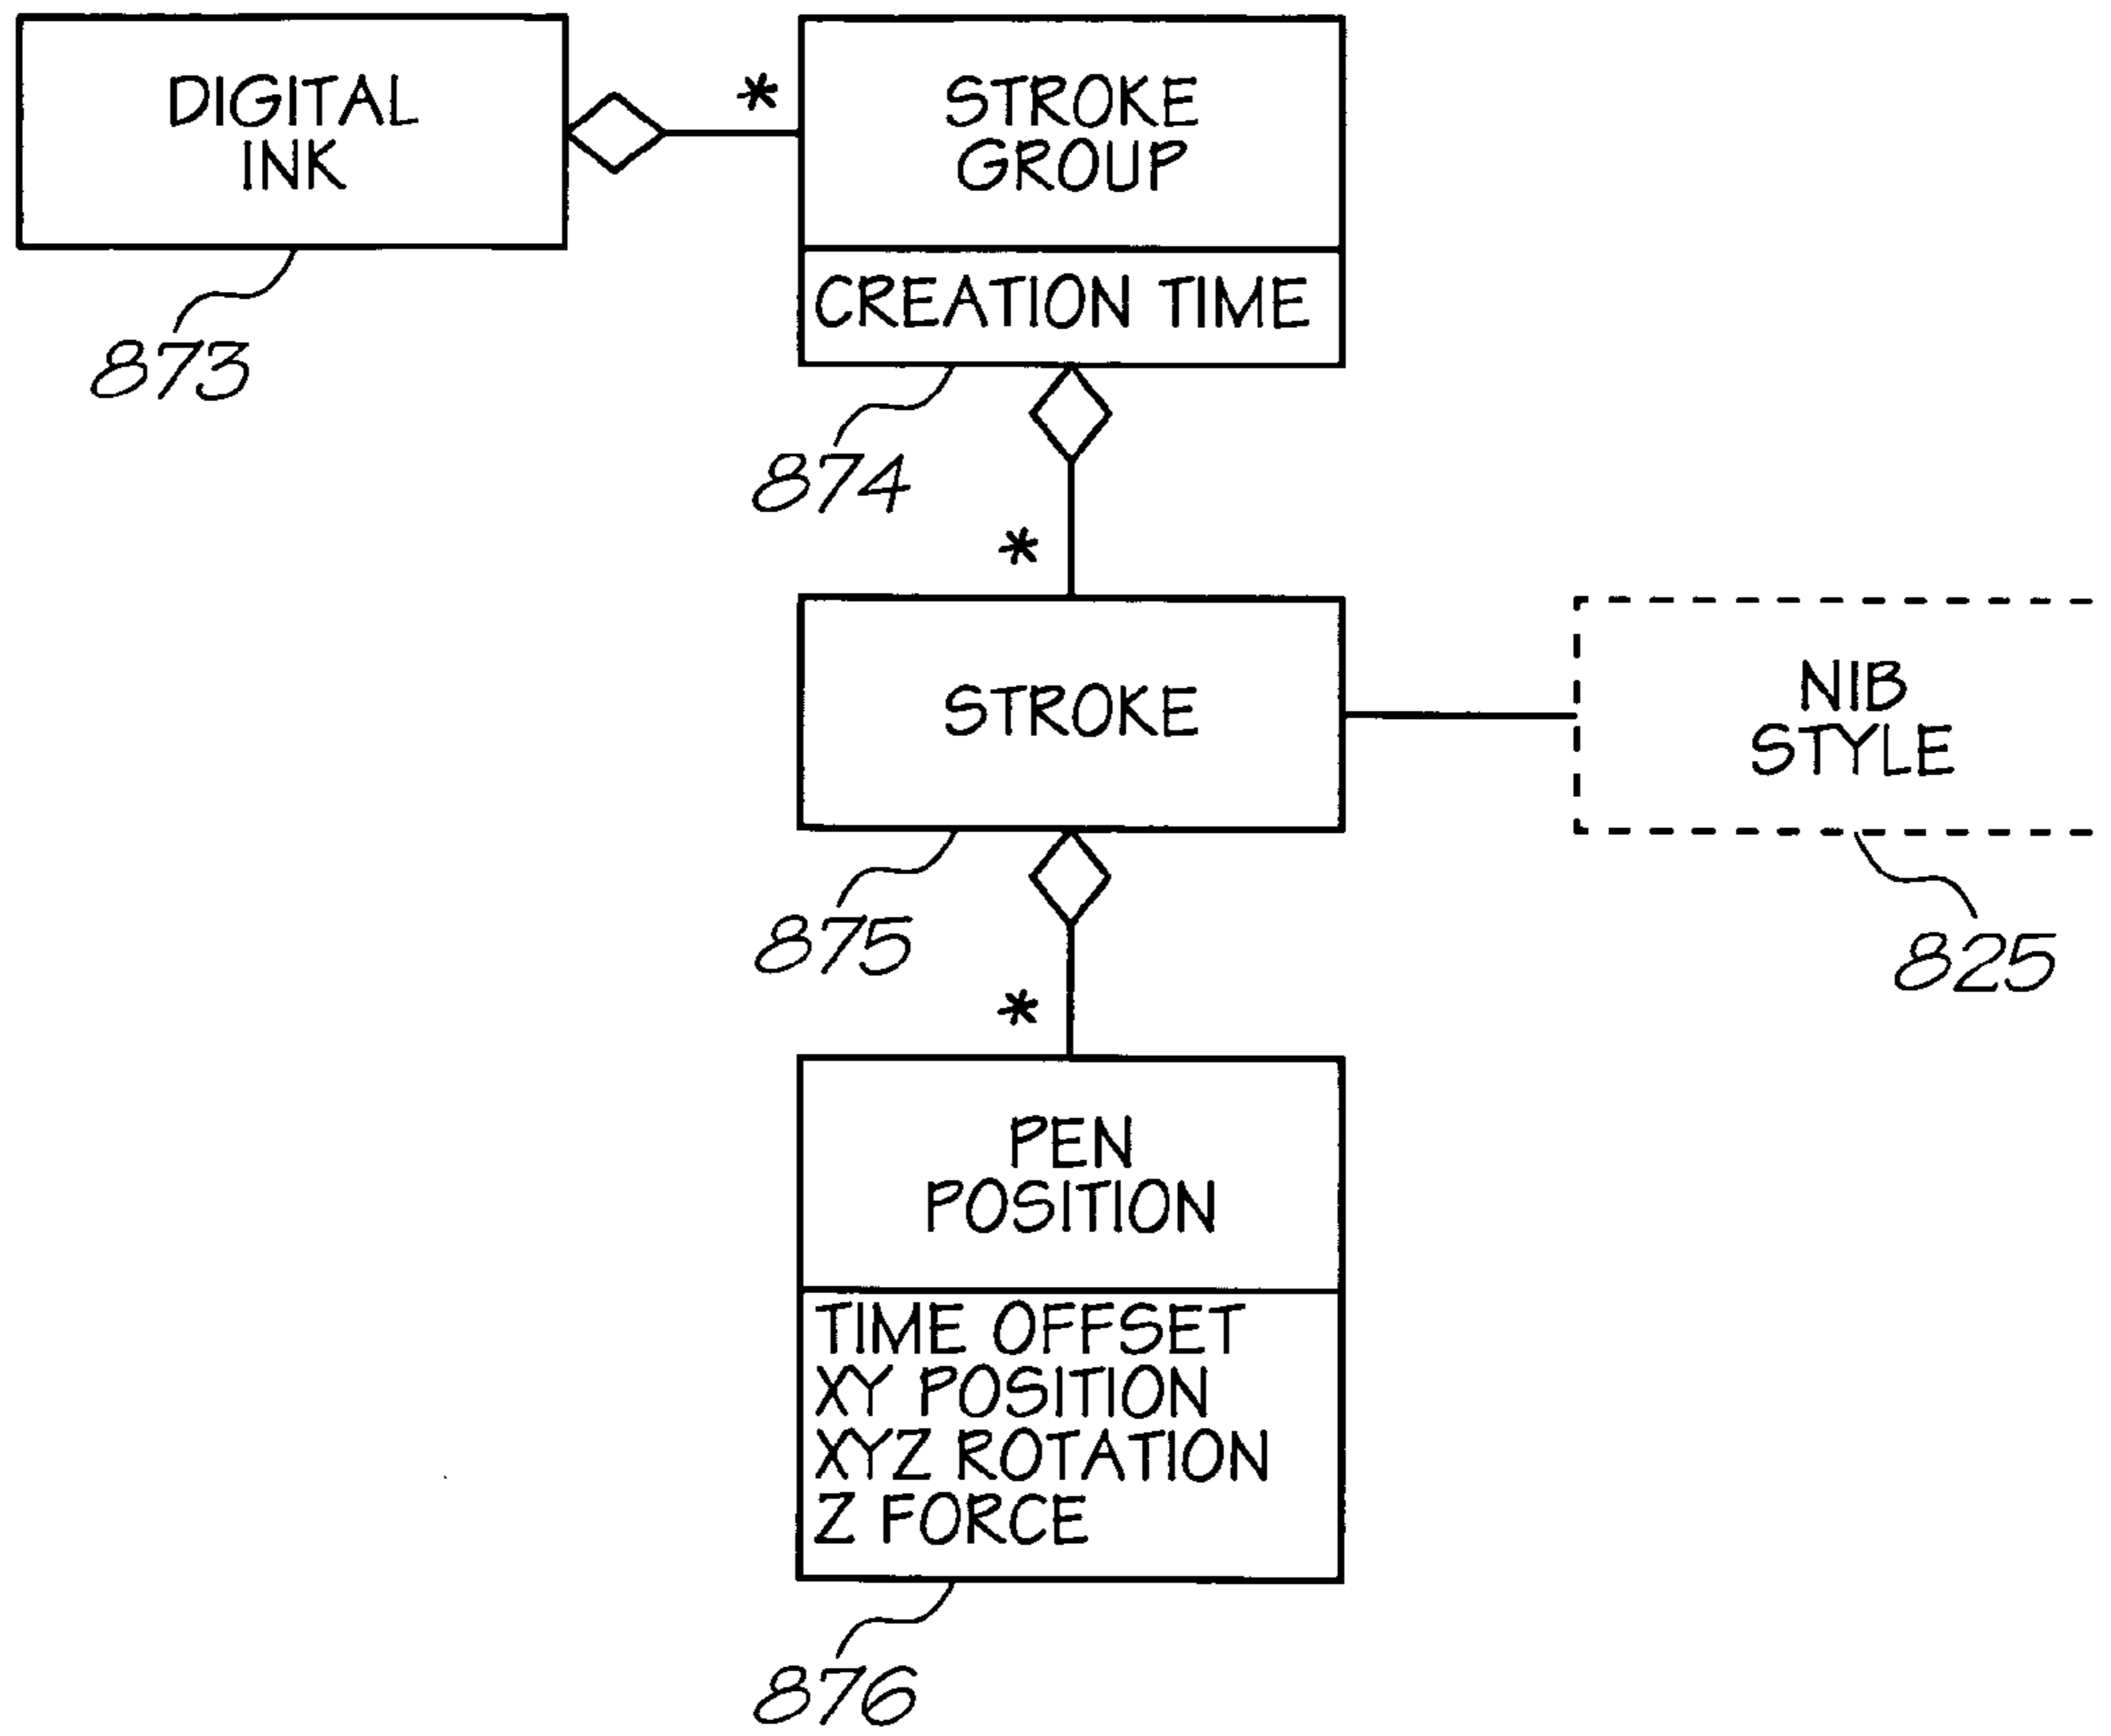 DIGITAL
INK
873
*
STROKE
GROUP
CREATION TIME
874
*
STROKE
875
NIB
STYLE
825
*
PEN
POSITION
TIME OFFSET
XY POSITION
XYZ ROTATION
Z FORCE
876